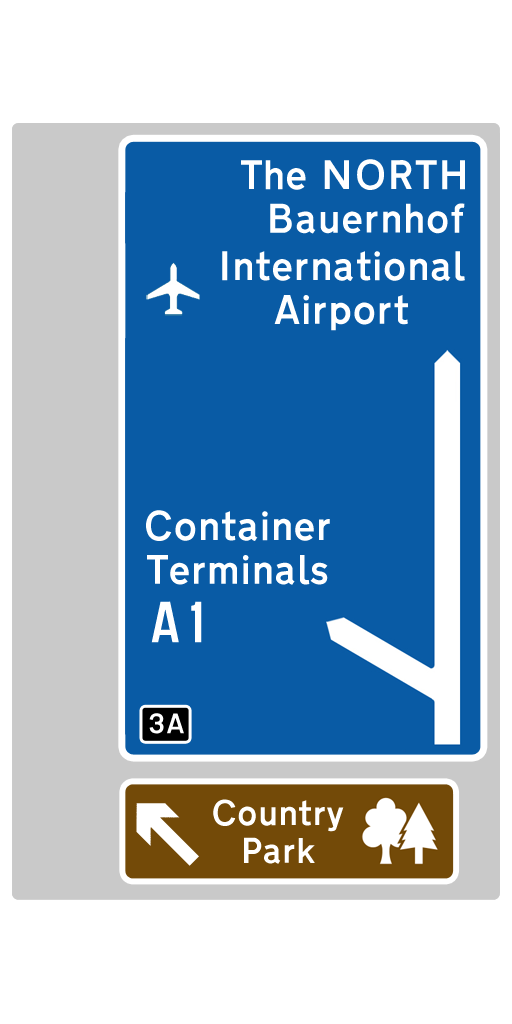 The NORTH
Bauernhof
International
Airport
Container
Terminals
A1
3A
Country
Park